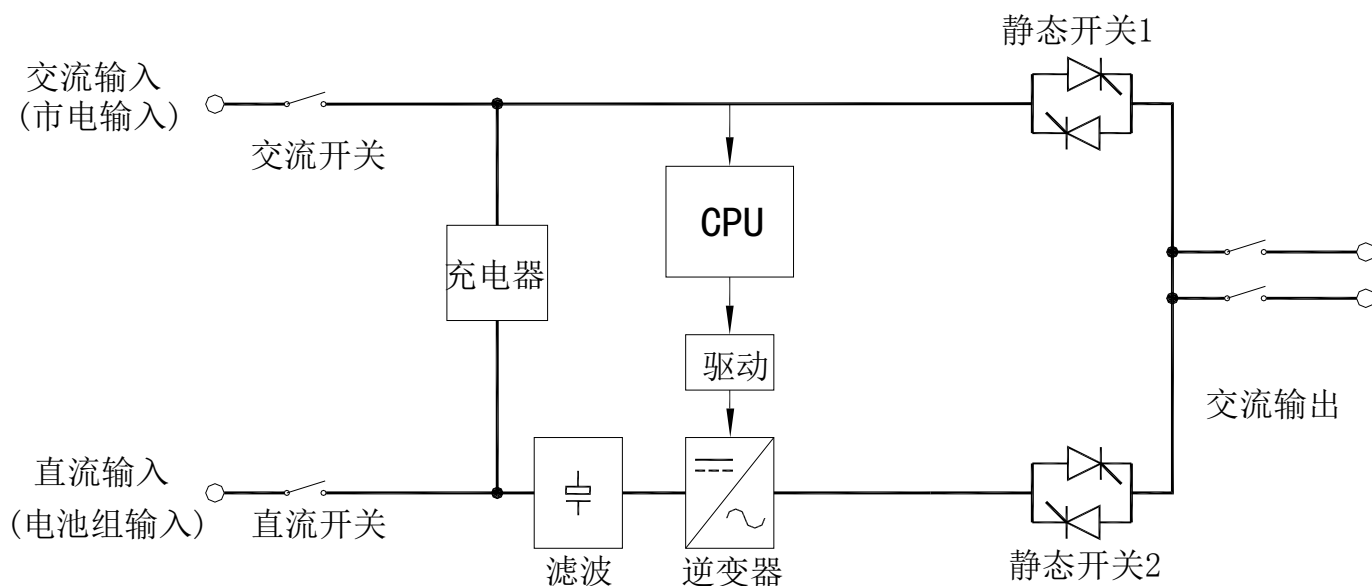 静态开关1
交流输入
(市电输入)
交流开关
CPU
充电器
驱动
交流输出
直流输入
(电池组输入)
直流开关
滤波
逆变器
静态开关2